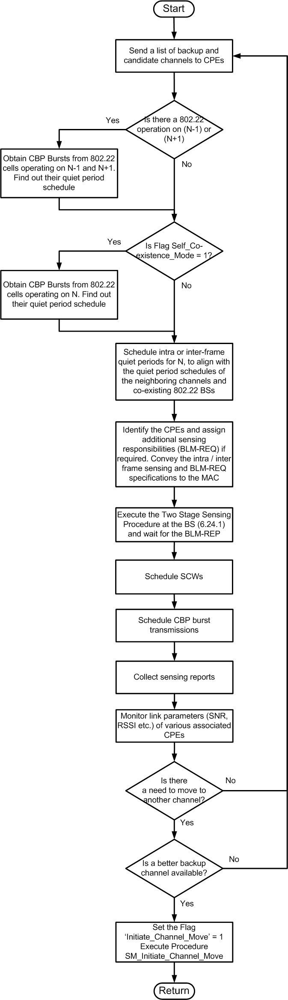 Start
Send a list of backup and
candidate channels to CPEs
Is there a 802.22
operation on (N-1) or
(N+1)
Yes
No
Obtain CBP Bursts from 802.22
cells operating on N-1 and N+1.
Find out their quiet period
schedule
Is Flag Self_Co-
existence_Mode = 1?
Yes
No
Obtain CBP Bursts from 802.22
cells operating on N. Find out
their quiet period schedule
Schedule intra or inter-frame
quiet periods for N, to align with
the quiet period schedules of
the neighboring channels and
co-existing 802.22 BSs
Identify the CPEs and assign
additional sensing
responsibilities (BLM-REQ) if
required. Convey the intra / inter
frame sensing and BLM-REQ
specifications to the MAC
Execute the Two Stage Sensing
Procedure at the BS (6.24.1)
and wait for the BLM-REP
Schedule SCWs
Schedule CBP burst
transmissions
Collect sensing reports
Monitor link parameters (SNR,
RSSI etc.) of various associated
CPEs
Is there
a need to move to
another channel?
No
Yes
Is a better backup
channel available?
No
Yes
Set the Flag
‘Initiate_Channel_Move’ = 1
Execute Procedure
SM_Initiate_Channel_Move
Return